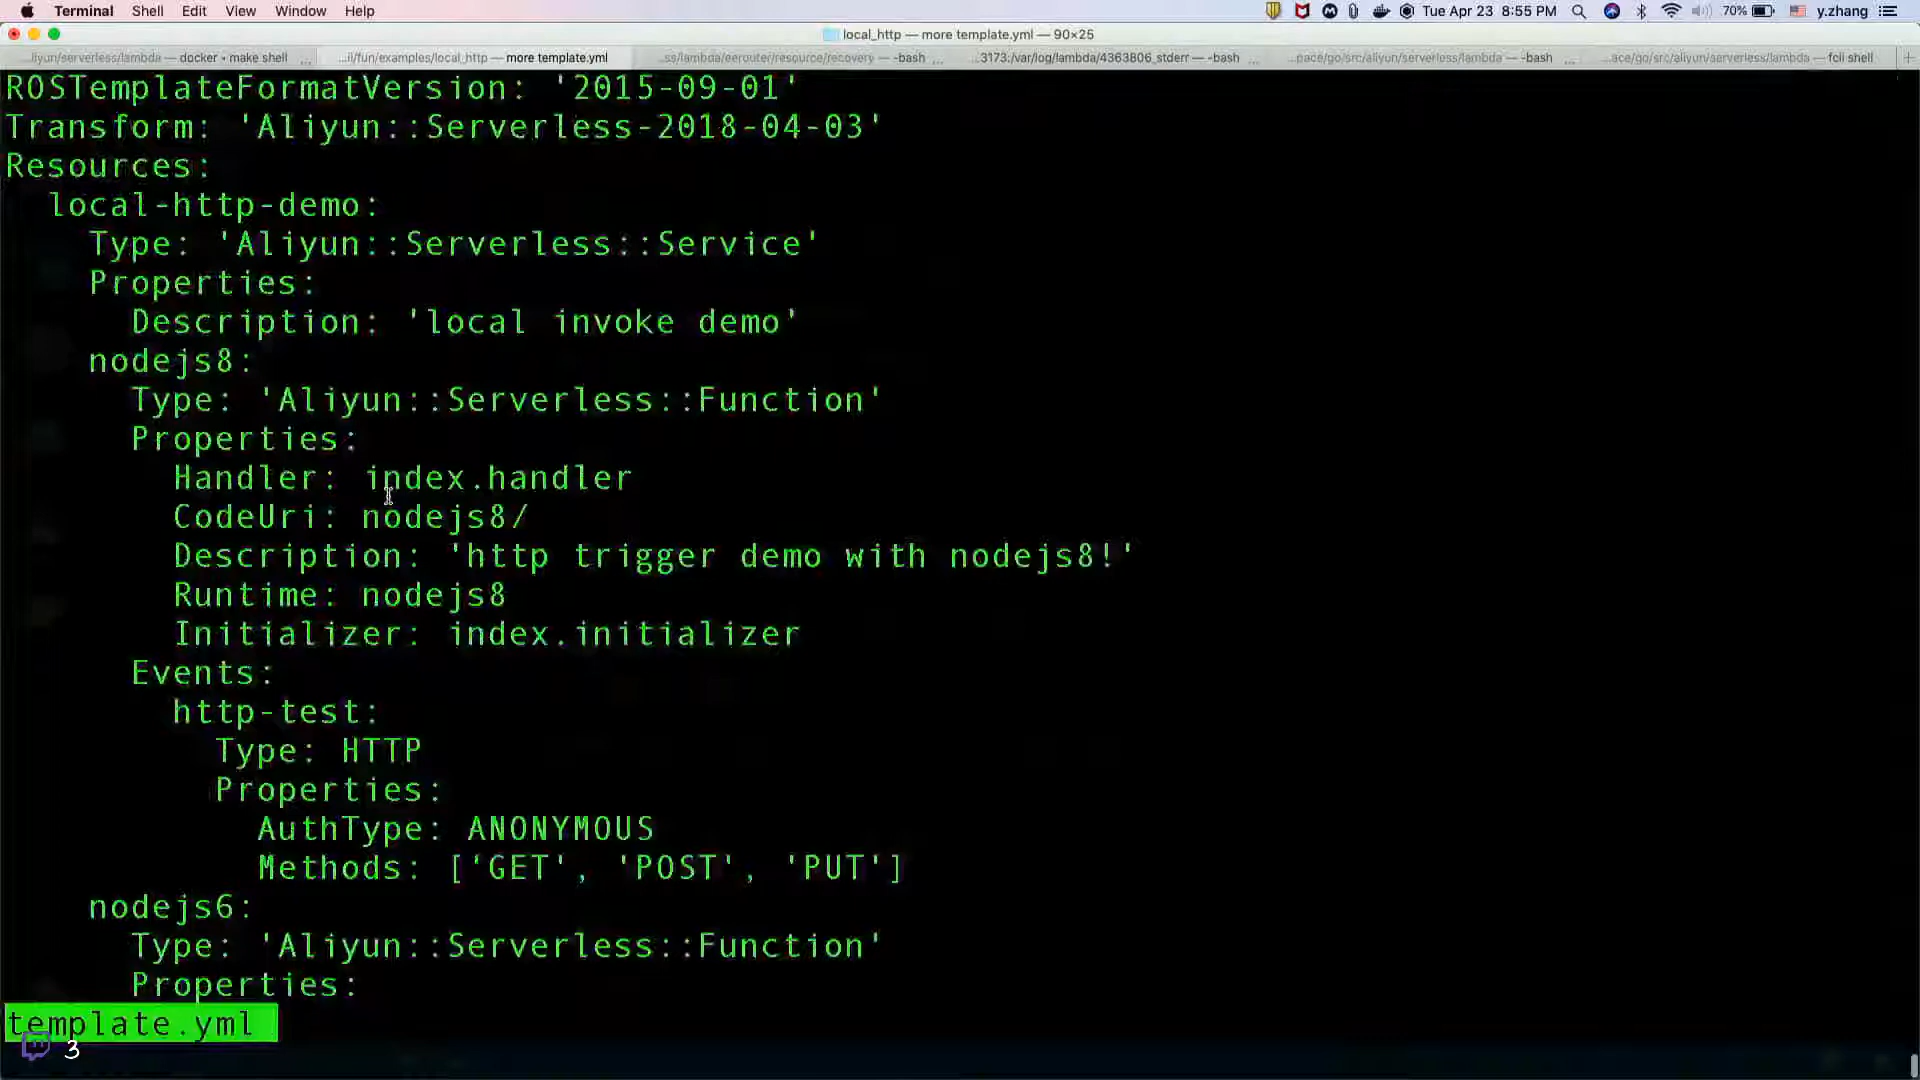 Terminal Shell Edit View Window Help Tue Apr 23 8:55 PM 70% y.zhang
local_http — more template.yml — 90×25
...liyun/serverless/lambda — docker • make shell ... ...il/fun/examples/local_http — more template.yml ...ss/lambda/eerouter/resource/recovery — -bash ... ...3173:/var/log/lambda/4363806_stderr — -bash ... ...pace/go/src/aliyun/serverless/lambda — -bash ... ...ace/go/src/aliyun/serverless/lambda — fcli shell
ROSTemplateFormatVersion: '2015-09-01'
Transform: 'Aliyun::Serverless-2018-04-03'
Resources:
  local-http-demo:
    Type: 'Aliyun::Serverless::Service'
    Properties:
      Description: 'local invoke demo'
    nodejs8:
      Type: 'Aliyun::Serverless::Function'
      Properties:
        Handler: index.handler
        CodeUri: nodejs8/
        Description: 'http trigger demo with nodejs8!'
        Runtime: nodejs8
        Initializer: index.initializer
      Events:
        http-test:
          Type: HTTP
          Properties:
            AuthType: ANONYMOUS
            Methods: ['GET', 'POST', 'PUT']
    nodejs6:
      Type: 'Aliyun::Serverless::Function'
      Properties:
template.yml
3